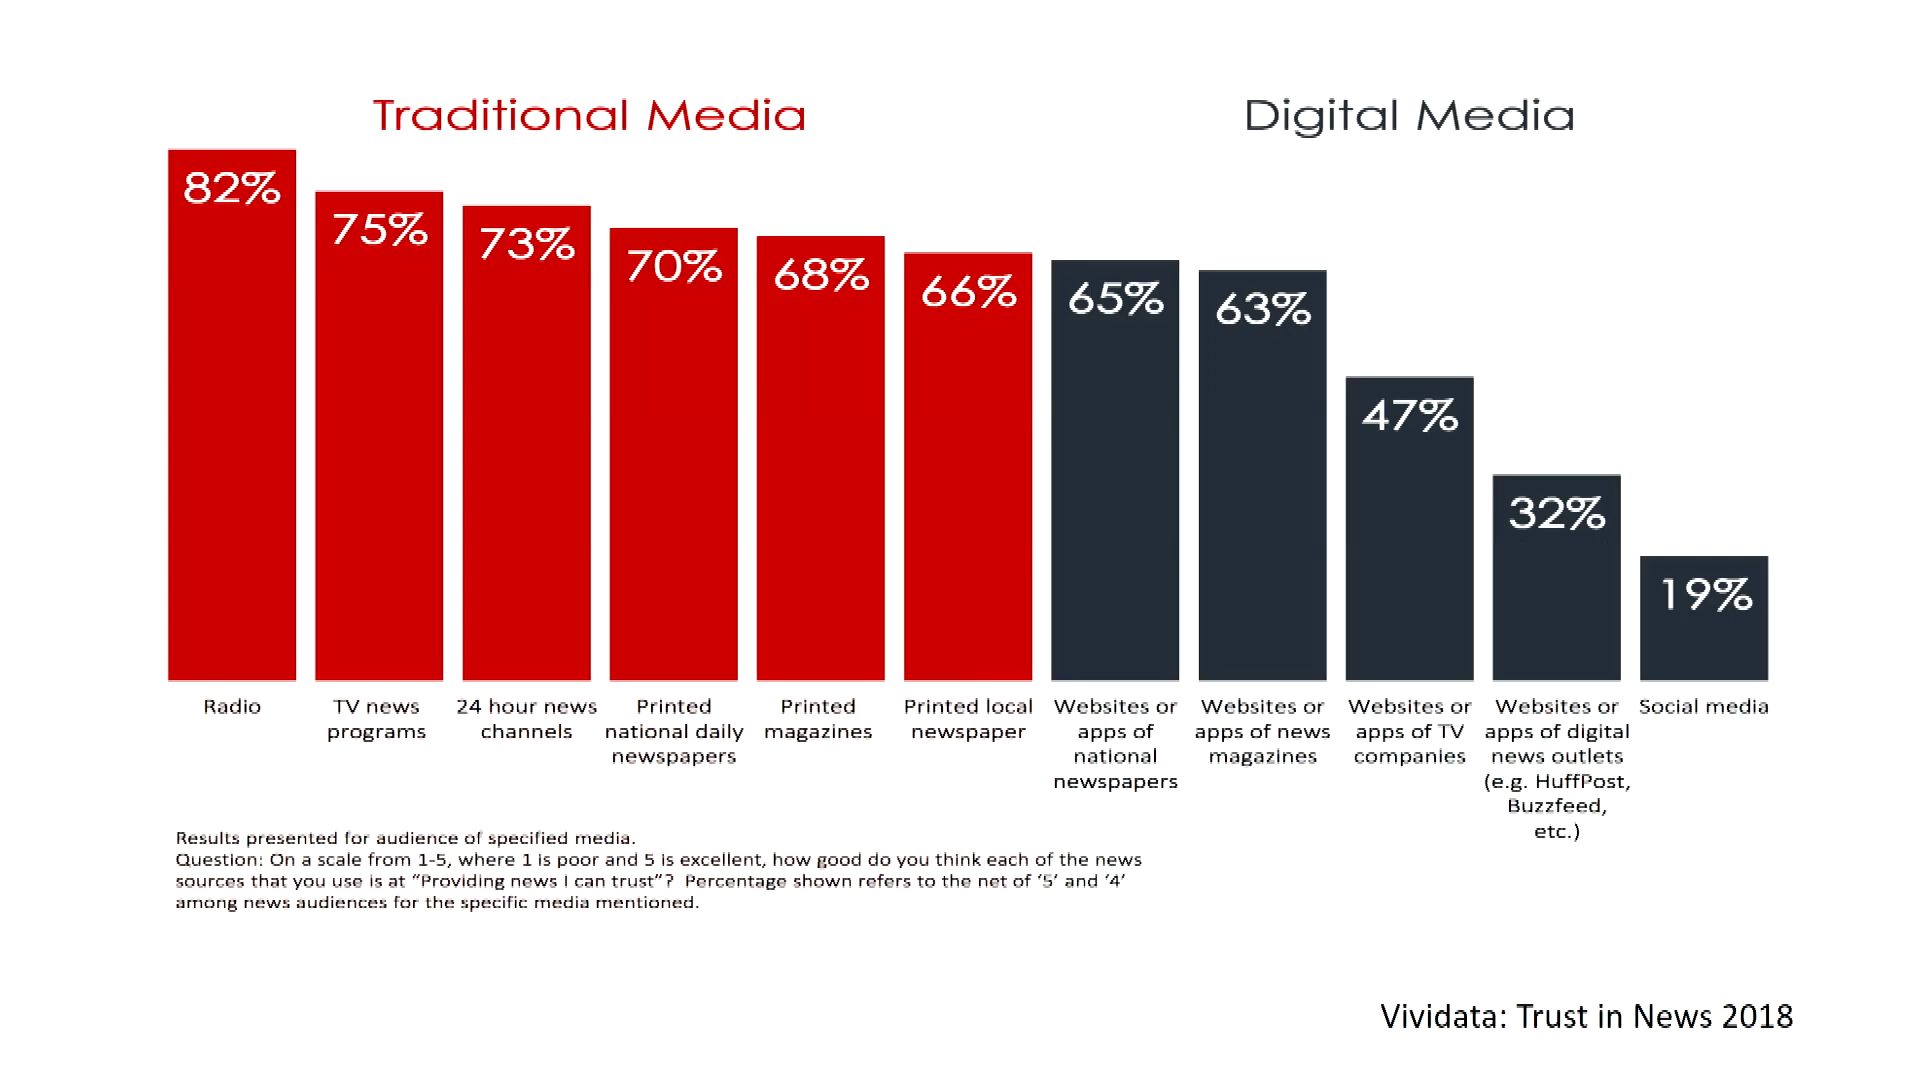 Traditional Media
Digital Media
82%
75%
73%
70%
68%
66%
65%
63%
47%
32%
19%
Radio
TV news
programs
24 hour news
channels
Printed
national daily
newspapers
Printed
magazines
Printed local
newspaper
Websites or
apps of
national
newspapers
Websites or
apps of news
magazines
Websites or
apps of TV
companies
Websites or
apps of digital
news outlets
(e.g. HuffPost,
Buzzfeed,
etc.)
Social media
Results presented for audience of specified media.
Question: On a scale from 1-5, where 1 is poor and 5 is excellent, how good do you think each of the news
sources that you use is at “Providing news I can trust”? Percentage shown refers to the net of ‘5’ and ‘4’
among news audiences for the specific media mentioned.
Vividata: Trust in News 2018